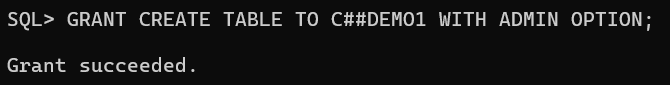 SQL> GRANT CREATE TABLE TO C##DEMO1 WITH ADMIN OPTION;
Grant succeeded.